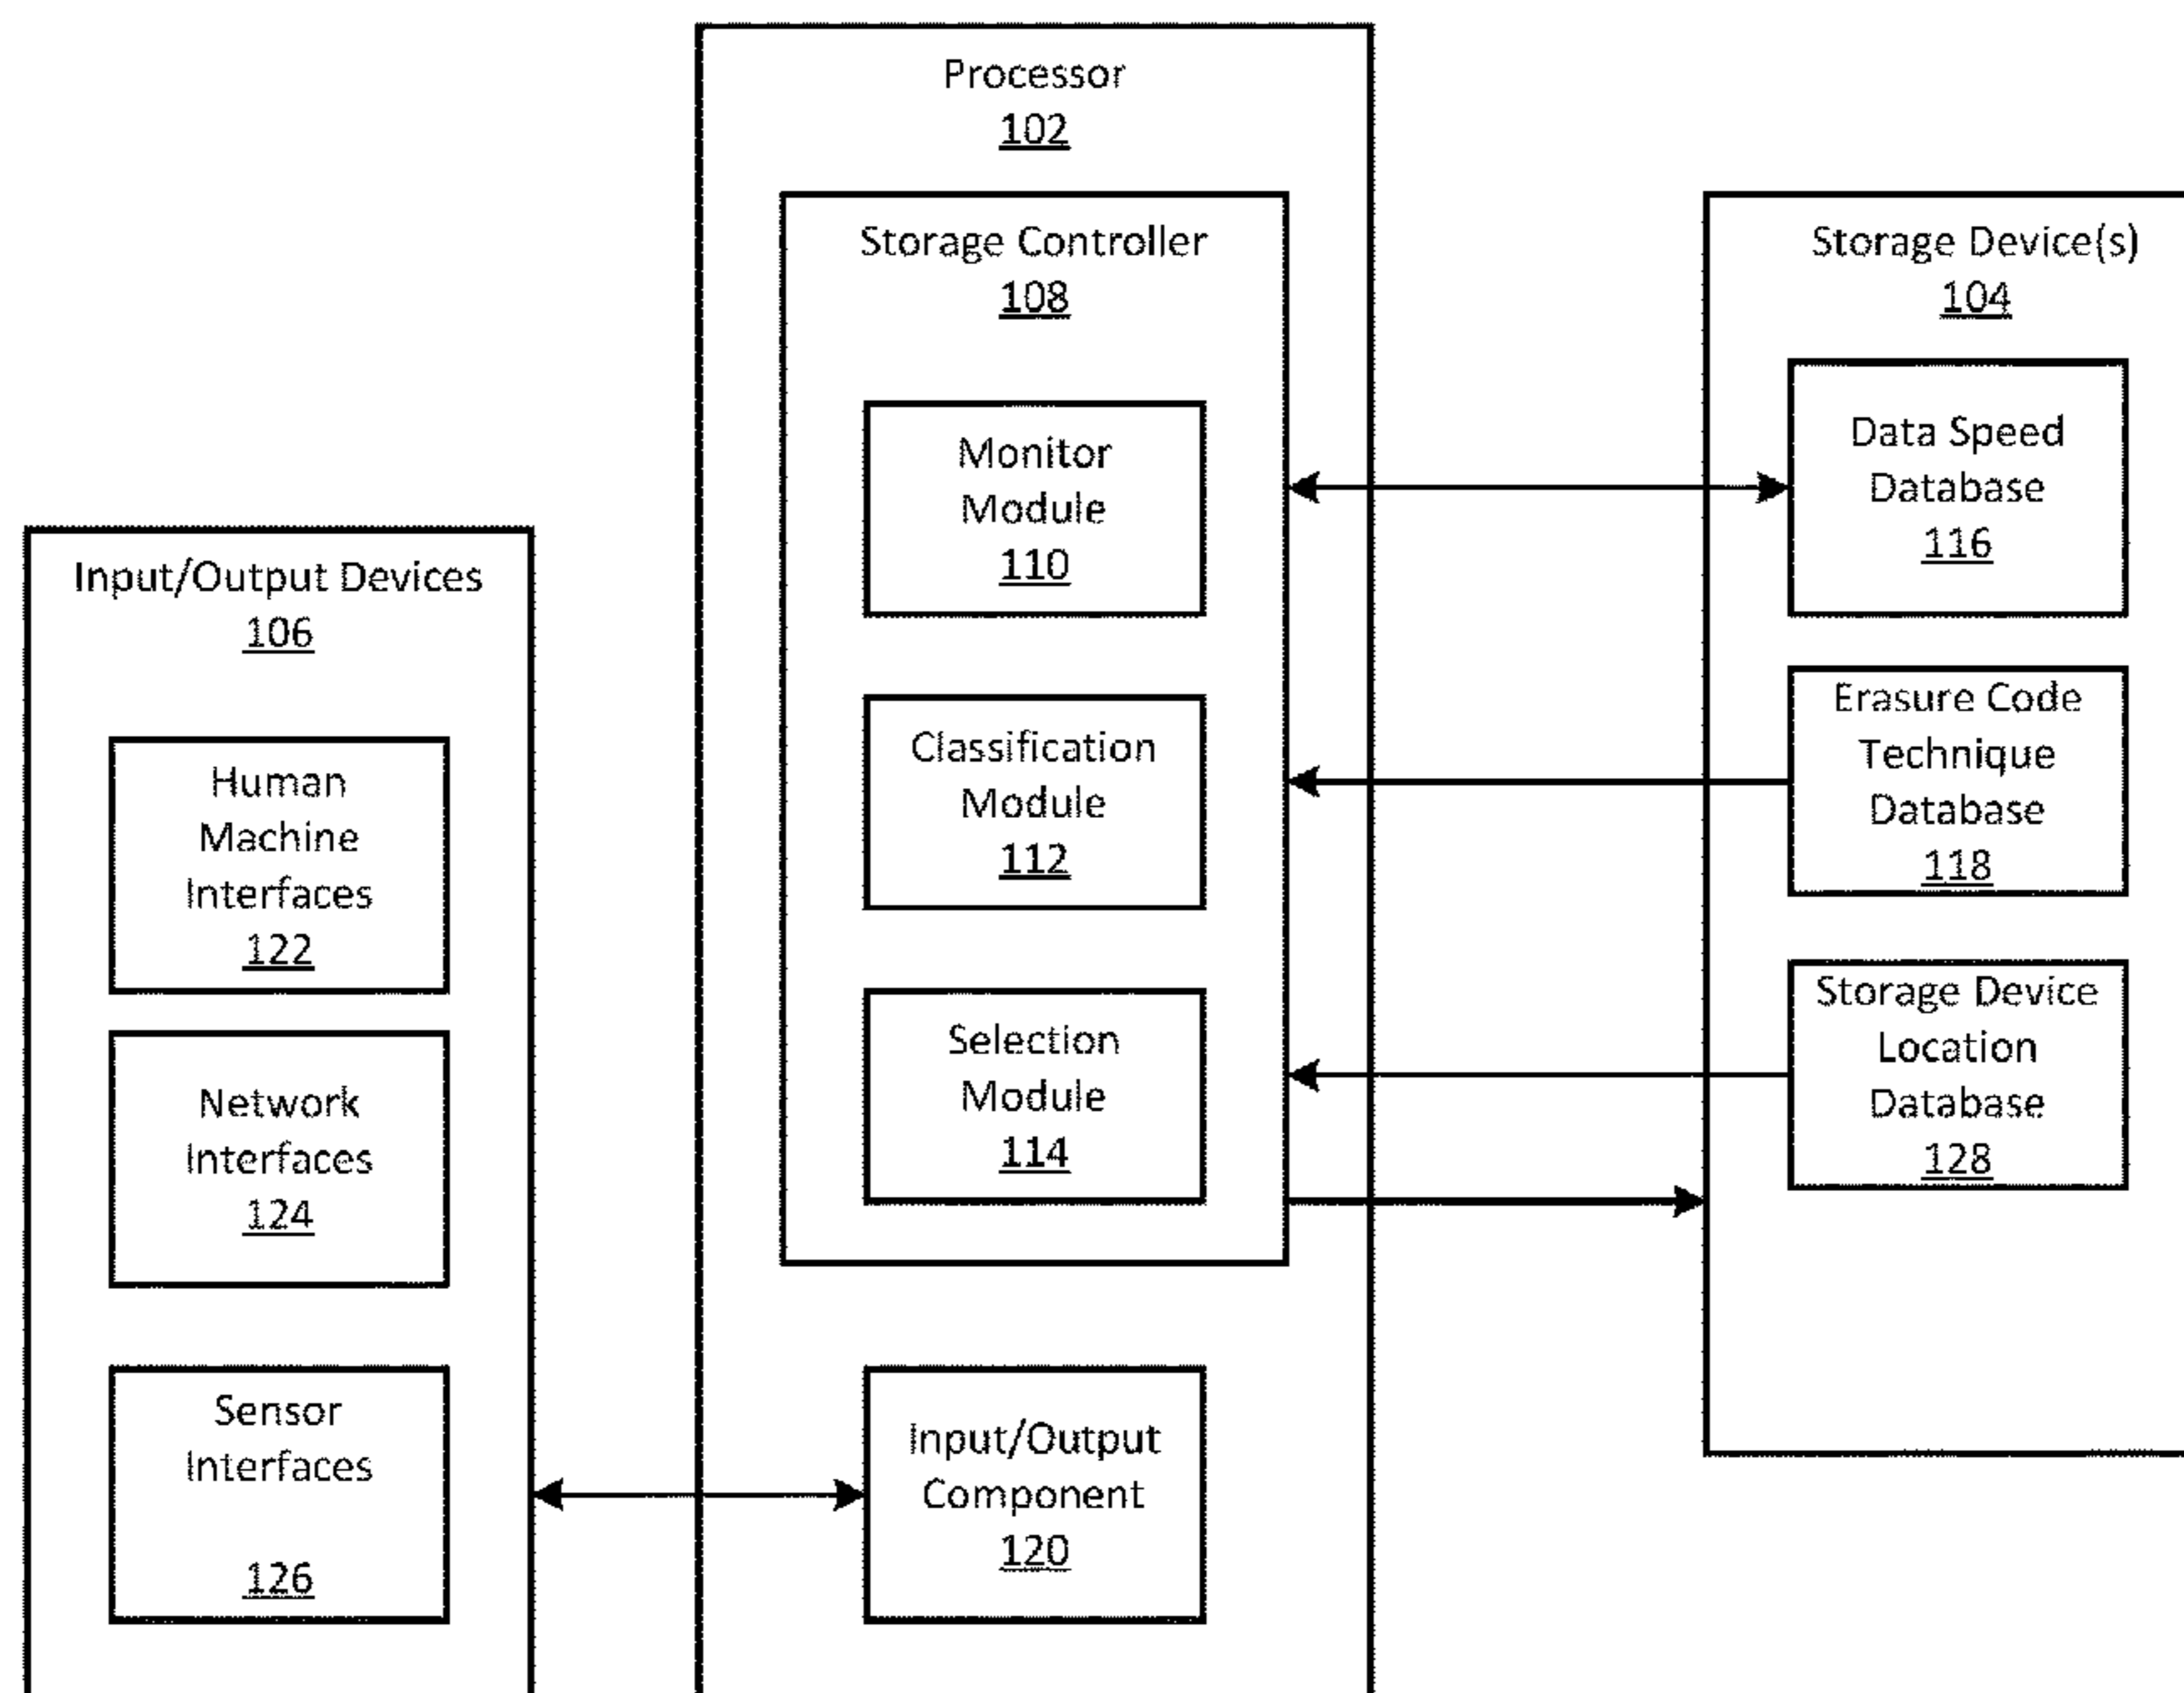 Processor
102
Storage Controller
108
Monitor
Module
110
Classification
Module
112
Selection
Module
114
Input/Output
Component
120
Input/Output Devices
106
Human
Machine
Interfaces
122
Network
Interfaces
124
Sensor
Interfaces
126
Storage Device(s)
104
Data Speed
Database
116
Erasure Code
Technique
Database
118
Storage Device
Location
Database
128